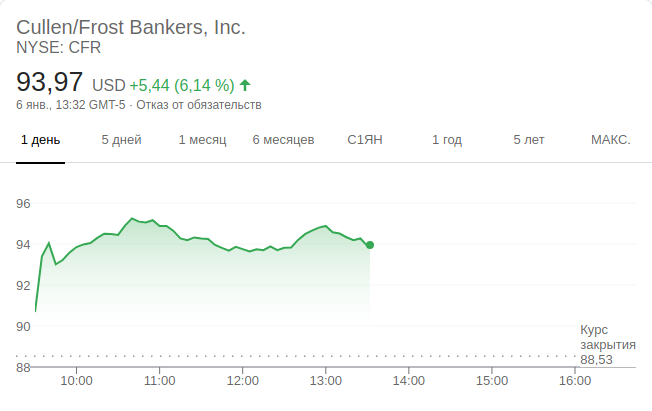 Cullen/Frost Bankers, Inc.
NYSE: CFR
93,97 USD +5,44 (6,14 %)
6 янв., 13:32 GMT-5 · Отказ от обязательств
1 день 5 дней 1 месяц 6 месяцев С1ЯН 1 год 5 лет МАКС.
96
94
92
90
Курс
закрытия
88,53
88
10:00 11:00 12:00 13:00 14:00 15:00 16:00